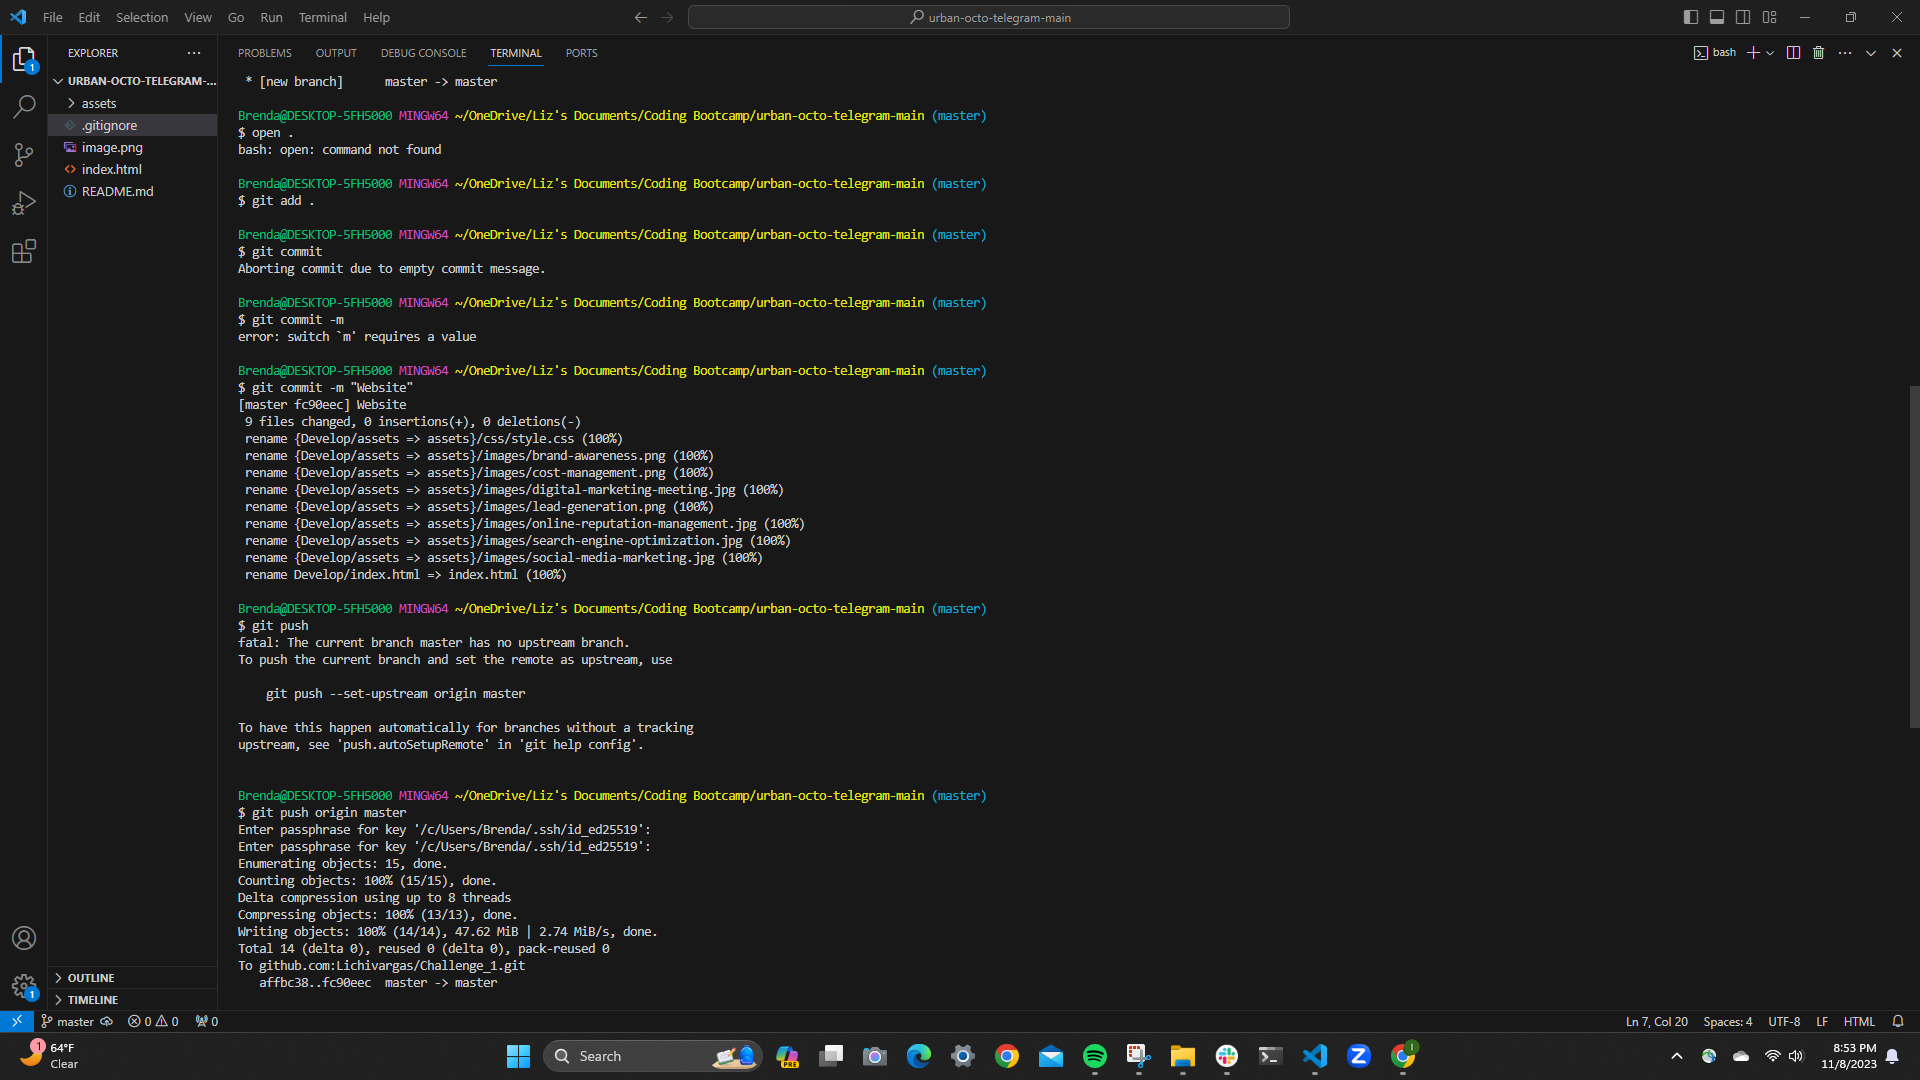 File Edit Selection View Go Run Terminal Help
urban-octo-telegram-main
EXPLORER
1
URBAN-OCTO-TELEGRAM-...
assets
.gitignore
image.png
index.html
README.md
OUTLINE
TIMELINE
1
PROBLEMS OUTPUT DEBUG CONSOLE TERMINAL PORTS
bash
* [new branch]      master -> master
Brenda@DESKTOP-5FH5000 MINGW64 ~/OneDrive/Liz's Documents/Coding Bootcamp/urban-octo-telegram-main (master)
$ open .
bash: open: command not found
Brenda@DESKTOP-5FH5000 MINGW64 ~/OneDrive/Liz's Documents/Coding Bootcamp/urban-octo-telegram-main (master)
$ git add .
Brenda@DESKTOP-5FH5000 MINGW64 ~/OneDrive/Liz's Documents/Coding Bootcamp/urban-octo-telegram-main (master)
$ git commit
Aborting commit due to empty commit message.
Brenda@DESKTOP-5FH5000 MINGW64 ~/OneDrive/Liz's Documents/Coding Bootcamp/urban-octo-telegram-main (master)
$ git commit -m
error: switch `m' requires a value
Brenda@DESKTOP-5FH5000 MINGW64 ~/OneDrive/Liz's Documents/Coding Bootcamp/urban-octo-telegram-main (master)
$ git commit -m "Website"
[master fc90eec] Website
9 files changed, 0 insertions(+), 0 deletions(-)
rename {Develop/assets => assets}/css/style.css (100%)
rename {Develop/assets => assets}/images/brand-awareness.png (100%)
rename {Develop/assets => assets}/images/cost-management.png (100%)
rename {Develop/assets => assets}/images/digital-marketing-meeting.jpg (100%)
rename {Develop/assets => assets}/images/lead-generation.png (100%)
rename {Develop/assets => assets}/images/online-reputation-management.jpg (100%)
rename {Develop/assets => assets}/images/search-engine-optimization.jpg (100%)
rename {Develop/assets => assets}/images/social-media-marketing.jpg (100%)
rename Develop/index.html => index.html (100%)
Brenda@DESKTOP-5FH5000 MINGW64 ~/OneDrive/Liz's Documents/Coding Bootcamp/urban-octo-telegram-main (master)
$ git push
fatal: The current branch master has no upstream branch.
To push the current branch and set the remote as upstream, use
git push --set-upstream origin master
To have this happen automatically for branches without a tracking
upstream, see 'push.autoSetupRemote' in 'git help config'.
Brenda@DESKTOP-5FH5000 MINGW64 ~/OneDrive/Liz's Documents/Coding Bootcamp/urban-octo-telegram-main (master)
$ git push origin master
Enter passphrase for key '/c/Users/Brenda/.ssh/id_ed25519':
Enter passphrase for key '/c/Users/Brenda/.ssh/id_ed25519':
Enumerating objects: 15, done.
Counting objects: 100% (15/15), done.
Delta compression using up to 8 threads
Compressing objects: 100% (13/13), done.
Writing objects: 100% (14/14), 47.62 MiB | 2.74 MiB/s, done.
Total 14 (delta 0), reused 0 (delta 0), pack-reused 0
To github.com:Lichivargas/Challenge_1.git
affbc38..fc90eec  master -> master
master 0 0 0
Ln 7, Col 20 Spaces: 4 UTF-8 LF HTML
1
64°F
Clear
Search
PRE
1
8:53 PM
11/8/2023